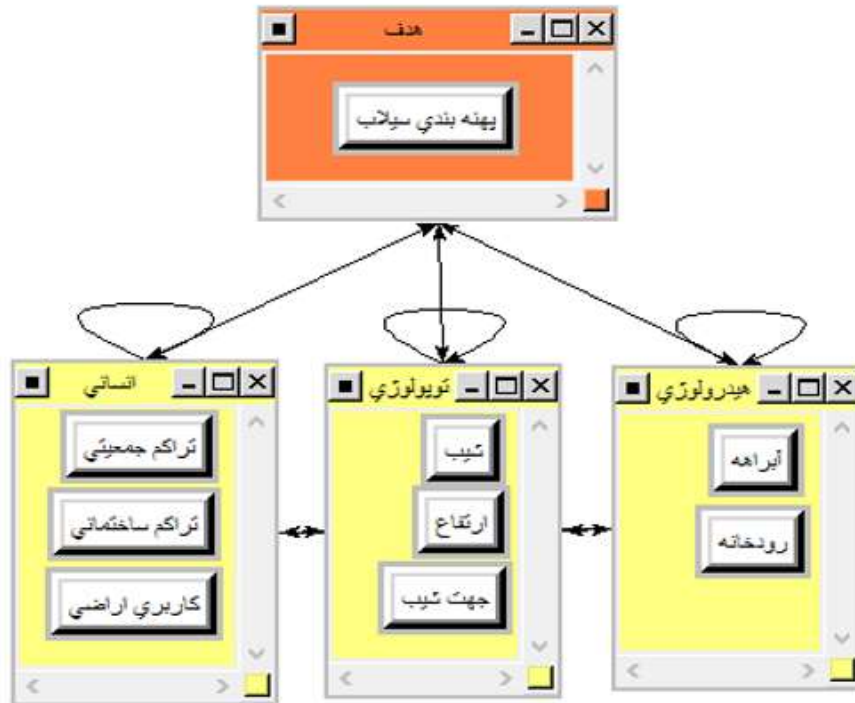 هدف
پهنه بندي سيلاب
هيدرولوژي
آبراهه
رودخانه
توپولوژي
شيب
ارتفاع
جهت شيب
انساني
تراكم جمعيتي
تراكم ساختماني
كاربري اراضي